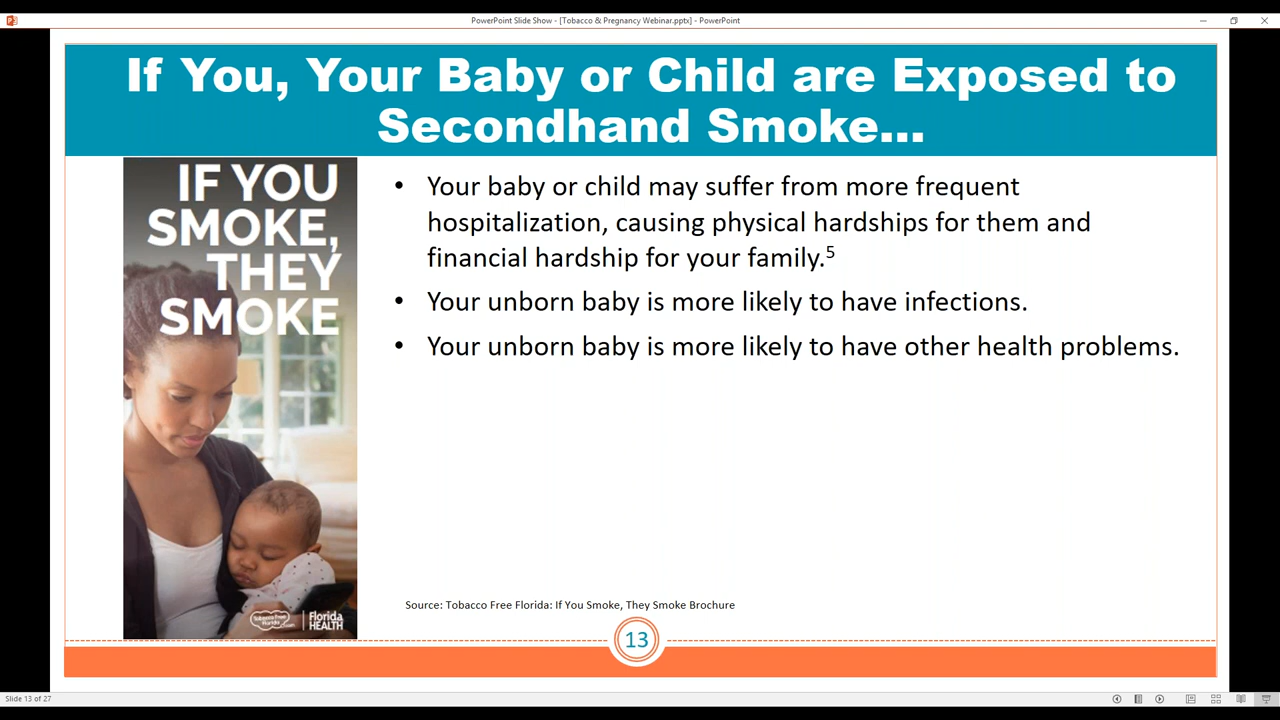 PowerPoint Slide Show - [Tobacco & Pregnancy Webinar.pptx] - PowerPoint
If You, Your Baby or Child are Exposed to
Secondhand Smoke...
IF YOU
SMOKE,
THEY
SMOKE
• Your baby or child may suffer from more frequent
hospitalization, causing physical hardships for them and
financial hardship for your family.5
• Your unborn baby is more likely to have infections.
• Your unborn baby is more likely to have other health problems.
Tobacco Free
Florida.com
Florida
HEALTH
Source: Tobacco Free Florida: If You Smoke, They Smoke Brochure
13
Slide 13 of 27